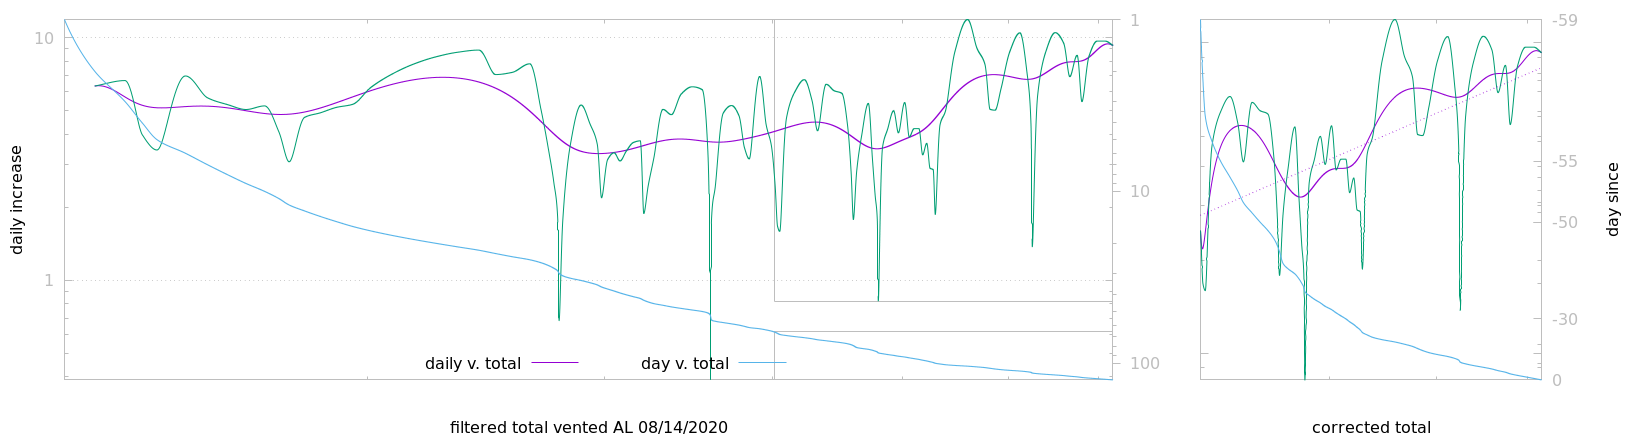 10
1
daily increase
daily v. total
day v. total
1
10
100
filtered total vented AL 08/14/2020
-59
-55
-50
-30
0
day since
corrected total